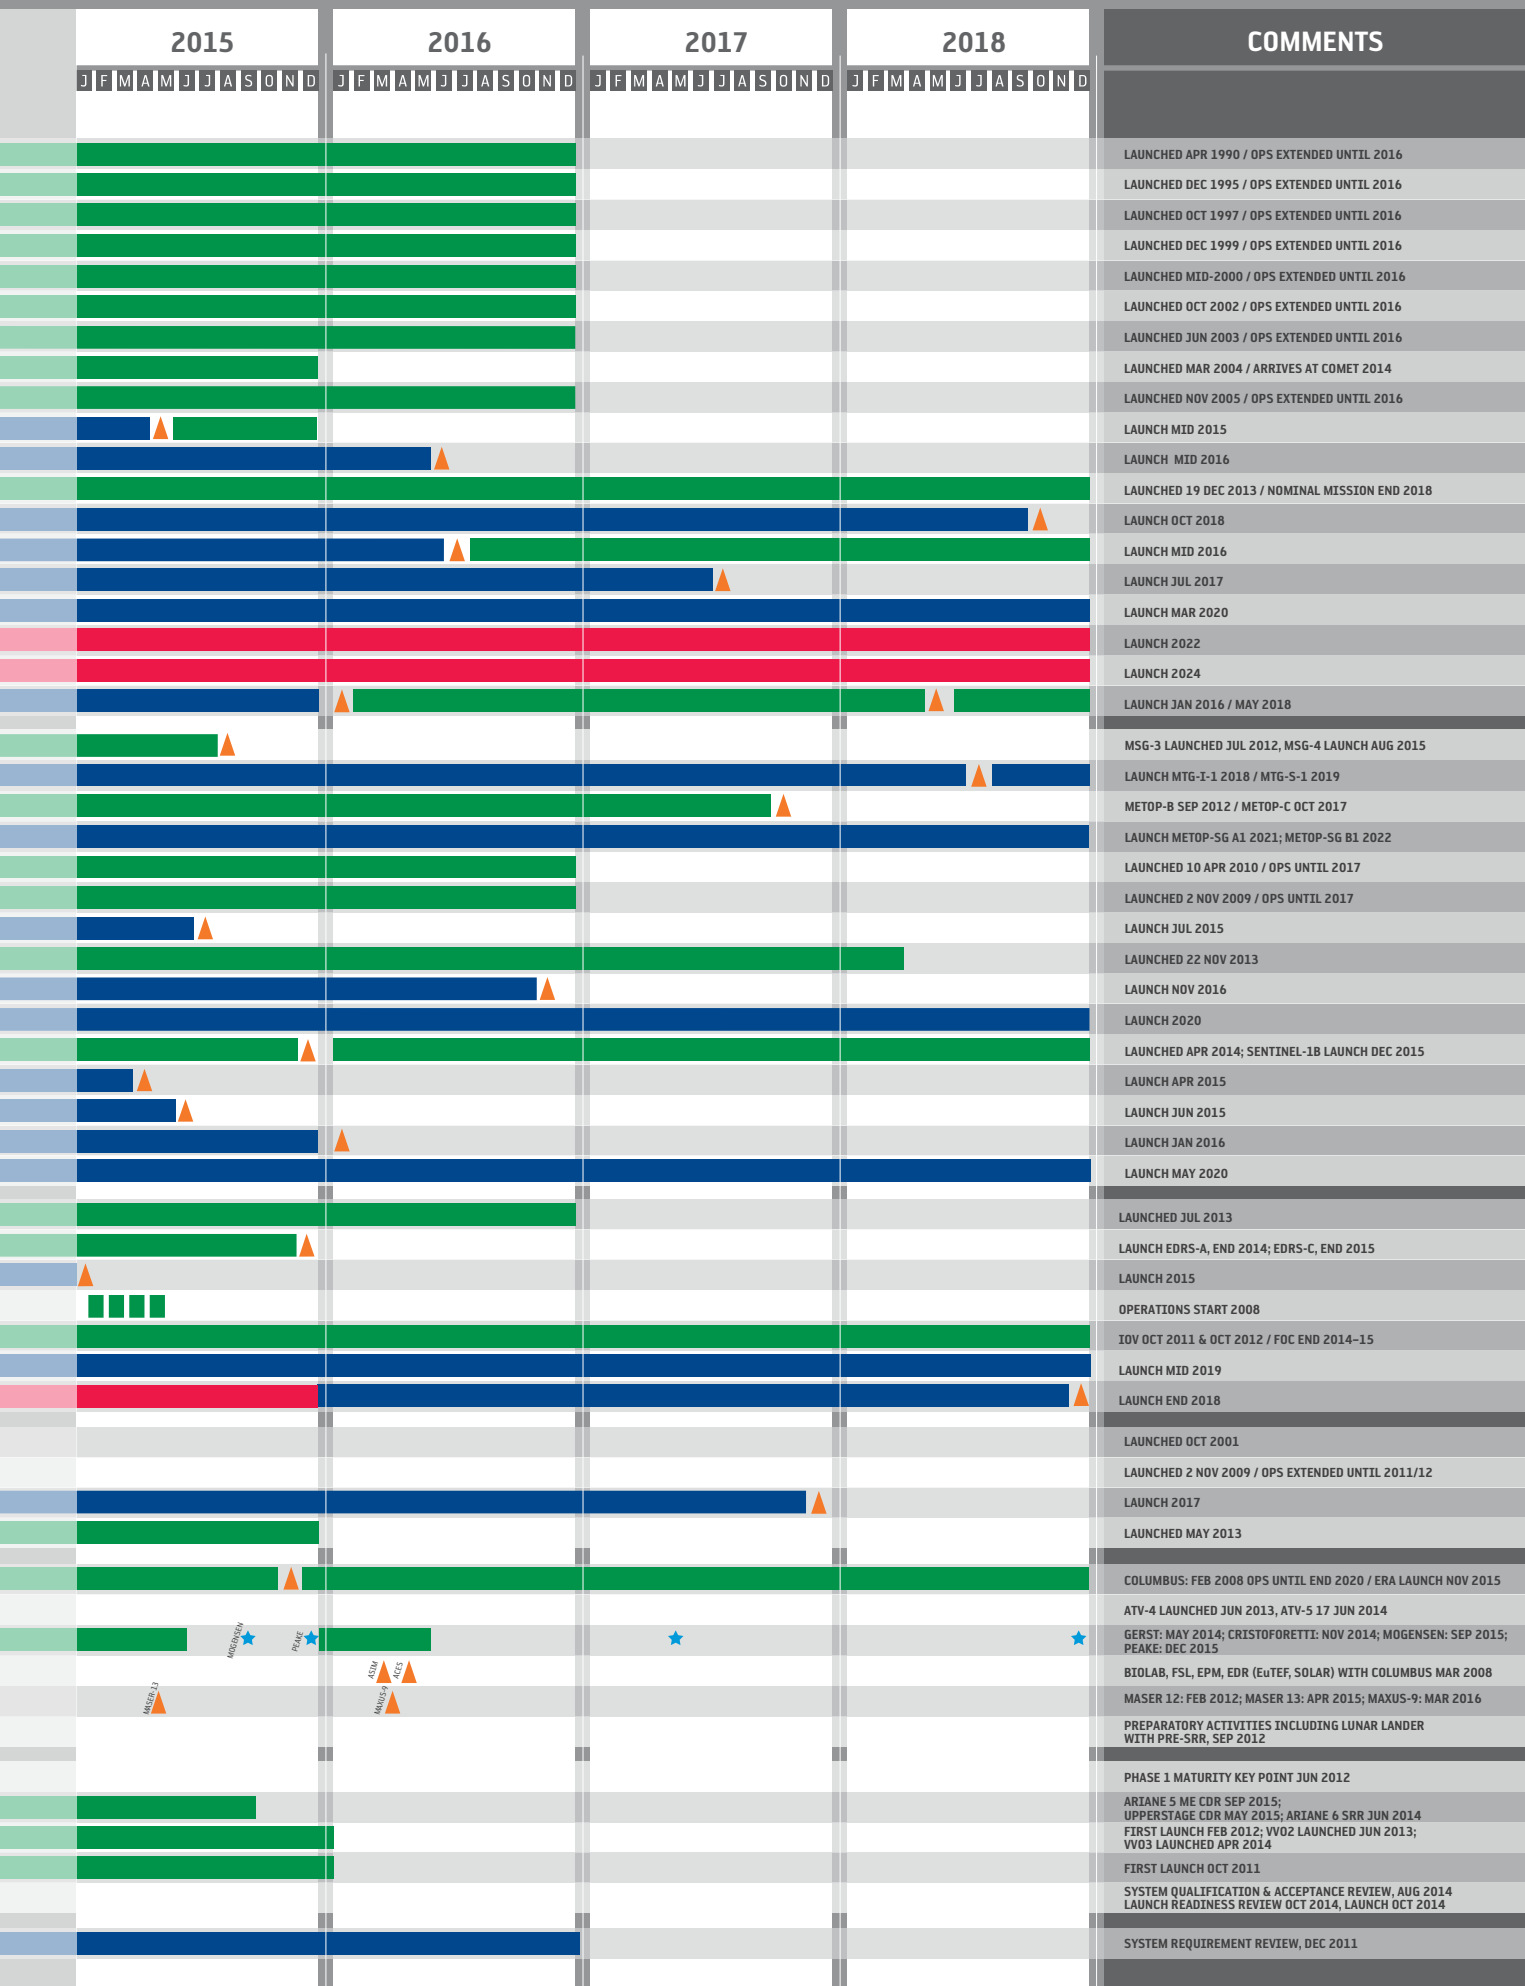 2015 2016 2017 2018 COMMENTS
J F M A M J J A S O N D J F M A M J J A S O N D J F M A M J J A S O N D J F M A M J J A S O N D
LAUNCHED APR 1990 / OPS EXTENDED UNTIL 2016
LAUNCHED DEC 1995 / OPS EXTENDED UNTIL 2016
LAUNCHED OCT 1997 / OPS EXTENDED UNTIL 2016
LAUNCHED DEC 1999 / OPS EXTENDED UNTIL 2016
LAUNCHED MID-2000 / OPS EXTENDED UNTIL 2016
LAUNCHED OCT 2002 / OPS EXTENDED UNTIL 2016
LAUNCHED JUN 2003 / OPS EXTENDED UNTIL 2016
LAUNCHED MAR 2004 / ARRIVES AT COMET 2014
LAUNCHED NOV 2005 / OPS EXTENDED UNTIL 2016
LAUNCH MID 2015
LAUNCH MID 2016
LAUNCHED 19 DEC 2013 / NOMINAL MISSION END 2018
LAUNCH OCT 2018
LAUNCH MID 2016
LAUNCH JUL 2017
LAUNCH MAR 2020
LAUNCH 2022
LAUNCH 2024
LAUNCH JAN 2016 / MAY 2018
MSG-3 LAUNCHED JUL 2012, MSG-4 LAUNCH AUG 2015
LAUNCH MTG-I-1 2018 / MTG-S-1 2019
METOP-B SEP 2012 / METOP-C OCT 2017
LAUNCH METOP-SG A1 2021; METOP-SG B1 2022
LAUNCHED 10 APR 2010 / OPS UNTIL 2017
LAUNCHED 2 NOV 2009 / OPS UNTIL 2017
LAUNCH JUL 2015
LAUNCHED 22 NOV 2013
LAUNCH NOV 2016
LAUNCH 2020
LAUNCHED APR 2014; SENTINEL-1B LAUNCH DEC 2015
LAUNCH APR 2015
LAUNCH JUN 2015
LAUNCH JAN 2016
LAUNCH MAY 2020
LAUNCHED JUL 2013
LAUNCH EDRS-A, END 2014; EDRS-C, END 2015
LAUNCH 2015
OPERATIONS START 2008
IOV OCT 2011 & OCT 2012 / FOC END 2014–15
LAUNCH MID 2019
LAUNCH END 2018
LAUNCHED OCT 2001
LAUNCHED 2 NOV 2009 / OPS EXTENDED UNTIL 2011/12
LAUNCH 2017
LAUNCHED MAY 2013
COLUMBUS: FEB 2008 OPS UNTIL END 2020 / ERA LAUNCH NOV 2015
ATV-4 LAUNCHED JUN 2013, ATV-5 17 JUN 2014
MOGENSEN
PEAKE
GERST: MAY 2014; CRISTOFORETTI: NOV 2014; MOGENSEN: SEP 2015;
PEAKE: DEC 2015
ASIM
ACES
BIOLAB, FSL, EPM, EDR (EuTEF, SOLAR) WITH COLUMBUS MAR 2008
MASER-13
MAXUS-9
MASER 12: FEB 2012; MASER 13: APR 2015; MAXUS-9: MAR 2016
PREPARATORY ACTIVITIES INCLUDING LUNAR LANDER
WITH PRE-SRR, SEP 2012
PHASE 1 MATURITY KEY POINT JUN 2012
ARIANE 5 ME CDR SEP 2015;
UPPERSTAGE CDR MAY 2015; ARIANE 6 SRR JUN 2014
FIRST LAUNCH FEB 2012; VV02 LAUNCHED JUN 2013;
VV03 LAUNCHED APR 2014
FIRST LAUNCH OCT 2011
SYSTEM QUALIFICATION & ACCEPTANCE REVIEW, AUG 2014
LAUNCH READINESS REVIEW OCT 2014, LAUNCH OCT 2014
SYSTEM REQUIREMENT REVIEW, DEC 2011